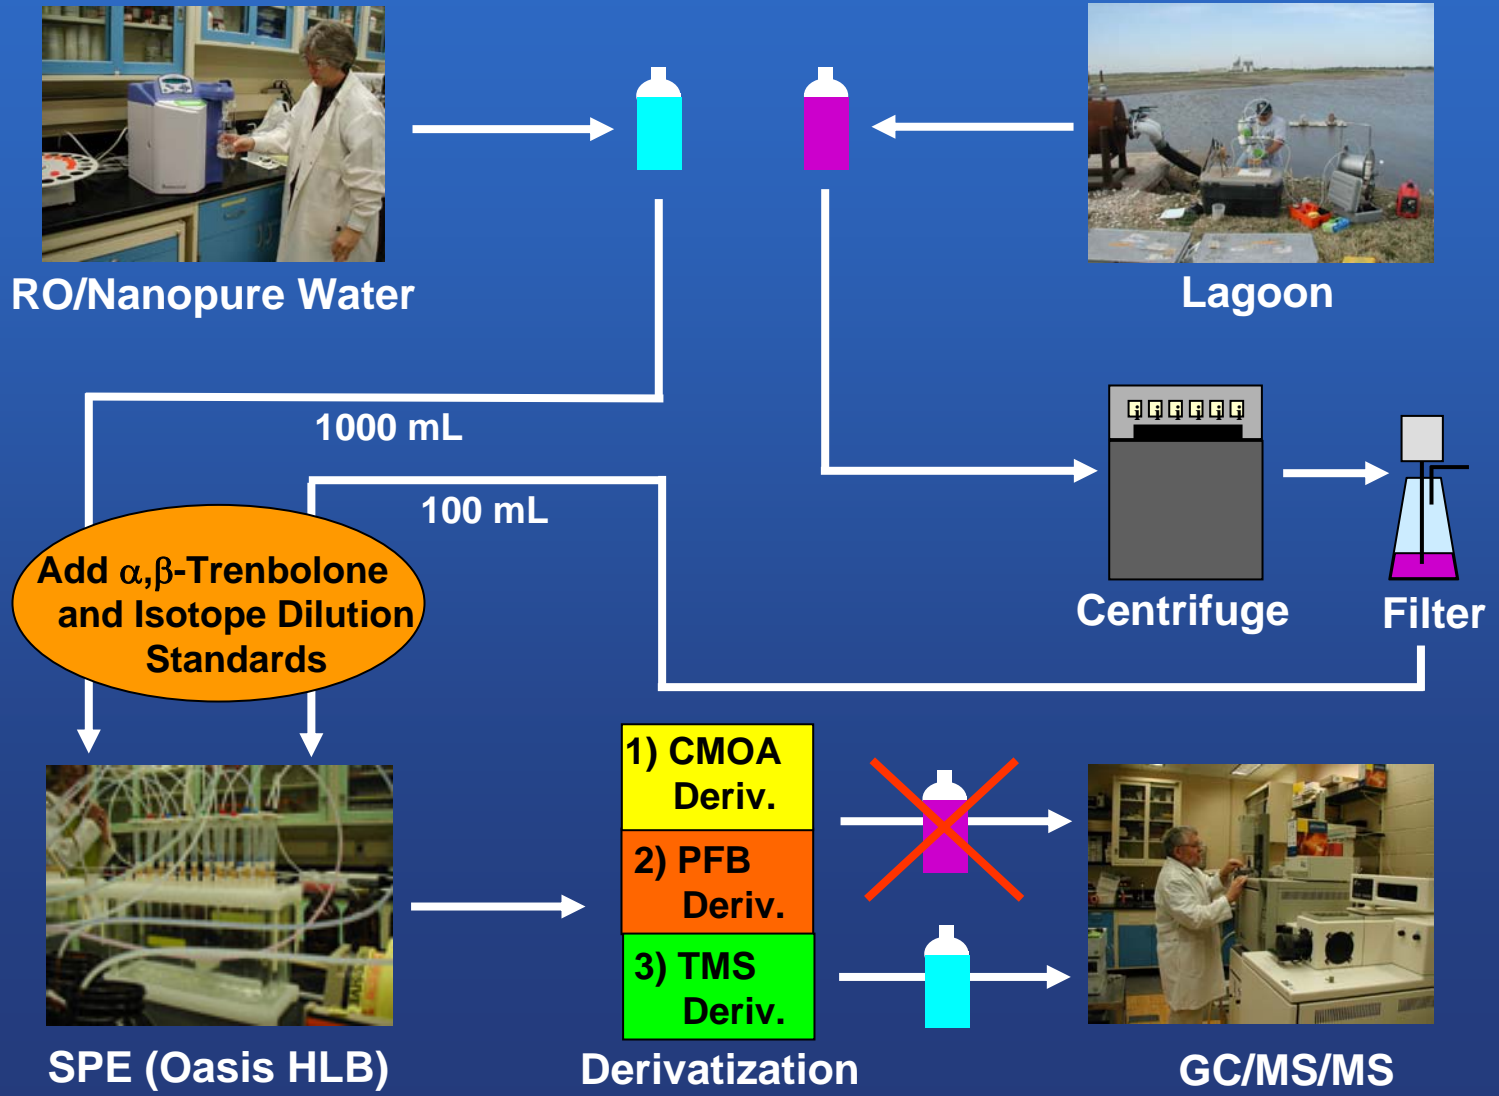 RO/Nanopure Water
Lagoon
1000 mL
100 mL
Add α,β-Trenbolone
and Isotope Dilution
Standards
i i i i i i
Centrifuge
Filter
1) CMOA
Deriv.
2) PFB
Deriv.
3) TMS
Deriv.
SPE (Oasis HLB)
Derivatization
GC/MS/MS